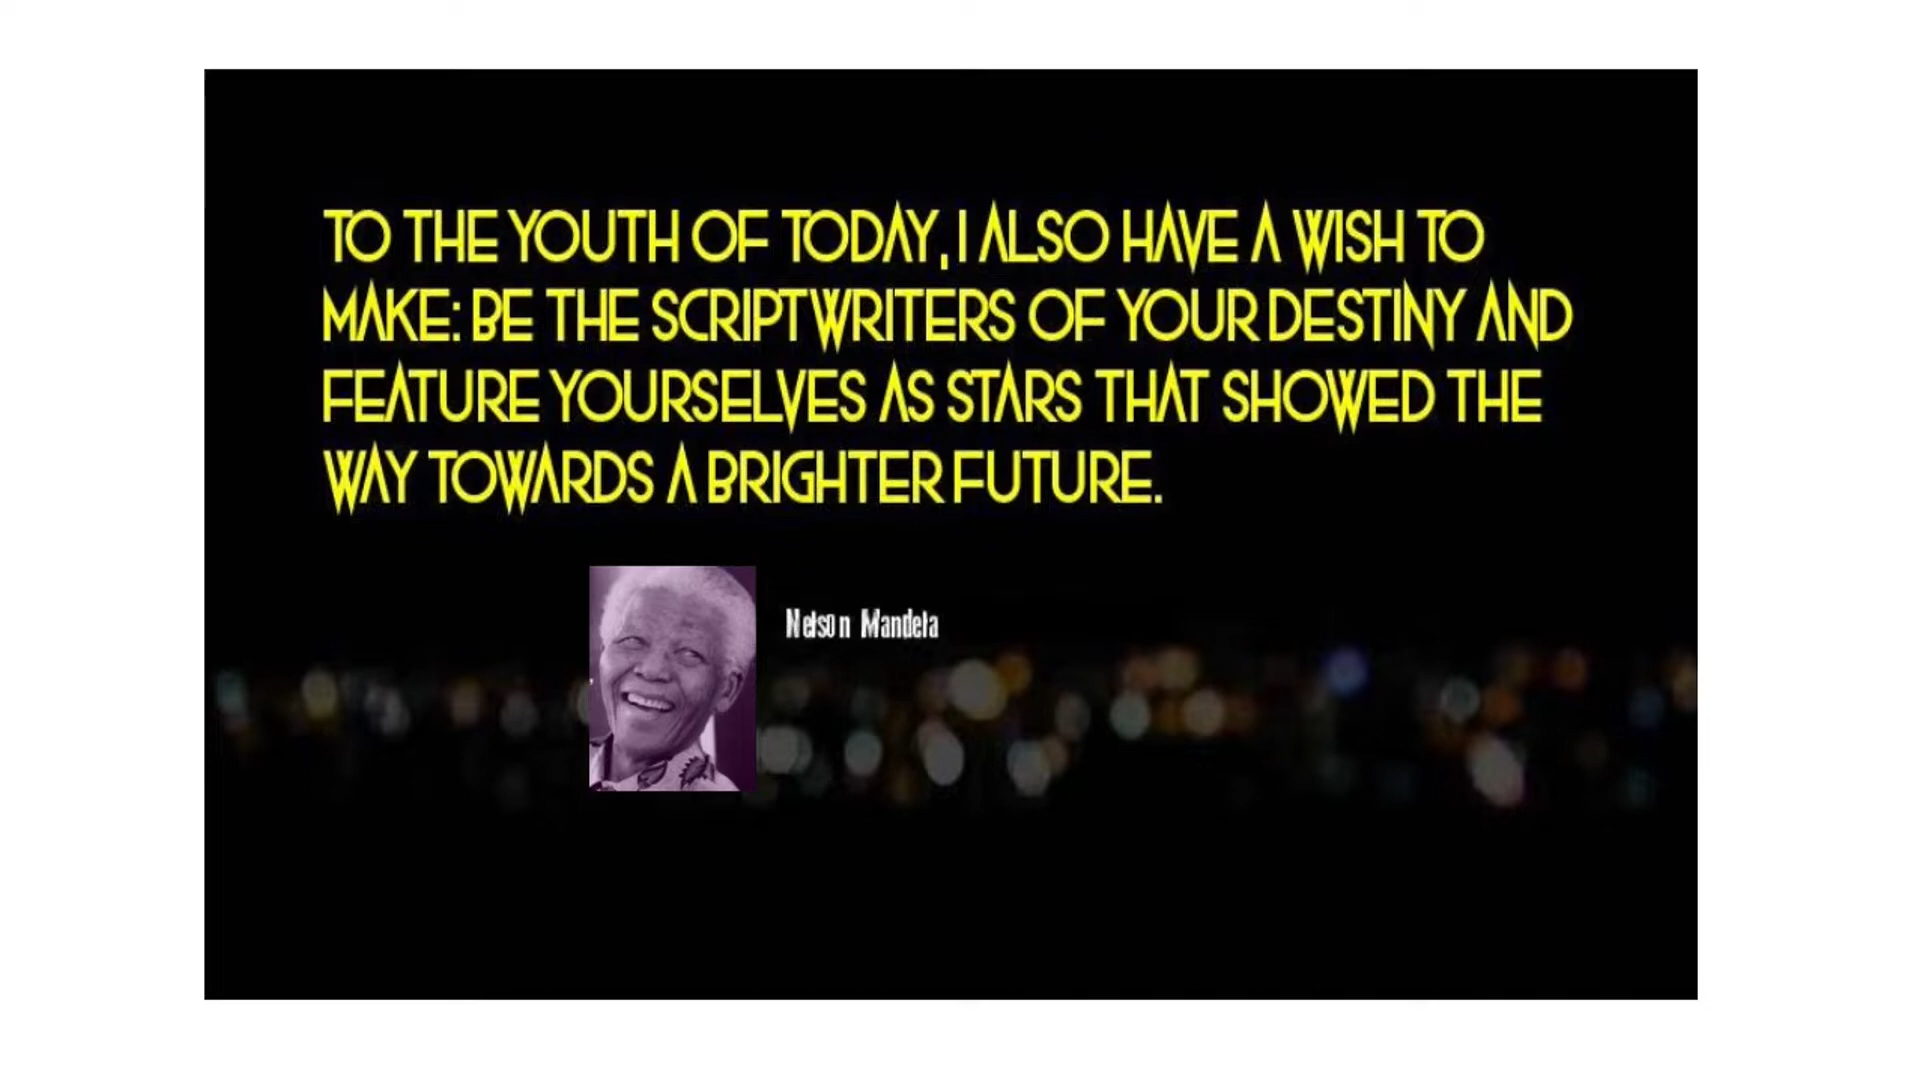 TO THE YOUTH OF TODAY, I ALSO HAVE A WISH TO
MAKE: BE THE SCRIPTWRITERS OF YOUR DESTINY AND
FEATURE YOURSELVES AS STARS THAT SHOWED THE
WAY TOWARDS A BRIGHTER FUTURE.
Nelson Mandela